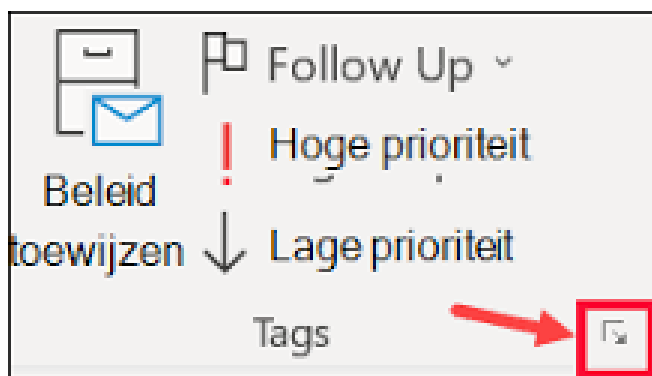 Follow Up
Hoge prioriteit
Beleid
toewijzen
Lage prioriteit
Tags